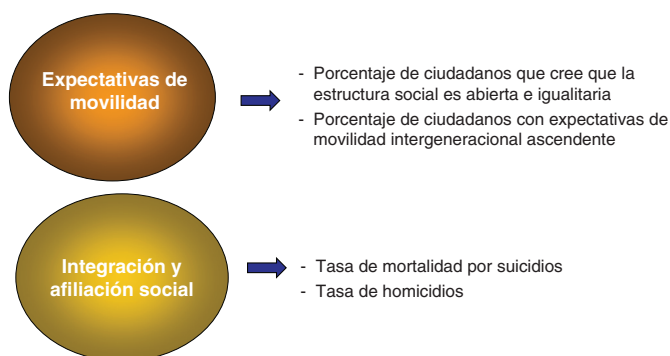 Expectativas de
movilidad
- Porcentaje de ciudadanos que cree que la
estructura social es abierta e igualitaria
- Porcentaje de ciudadanos con expectativas de
movilidad intergeneracional ascendente
Integración y
afiliación social
- Tasa de mortalidad por suicidios
- Tasa de homicidios